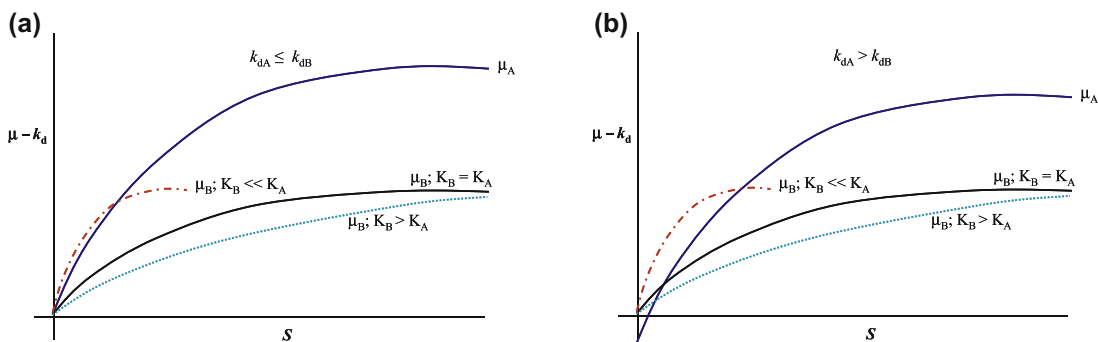 (a)
k_dA ≤ k_dB
μ_A
μ – k_d
μ_B; K_B << K_A
μ_B; K_B = K_A
μ_B; K_B > K_A
S
(b)
k_dA > k_dB
μ_A
μ – k_d
μ_B; K_B << K_A
μ_B; K_B = K_A
μ_B; K_B > K_A
S